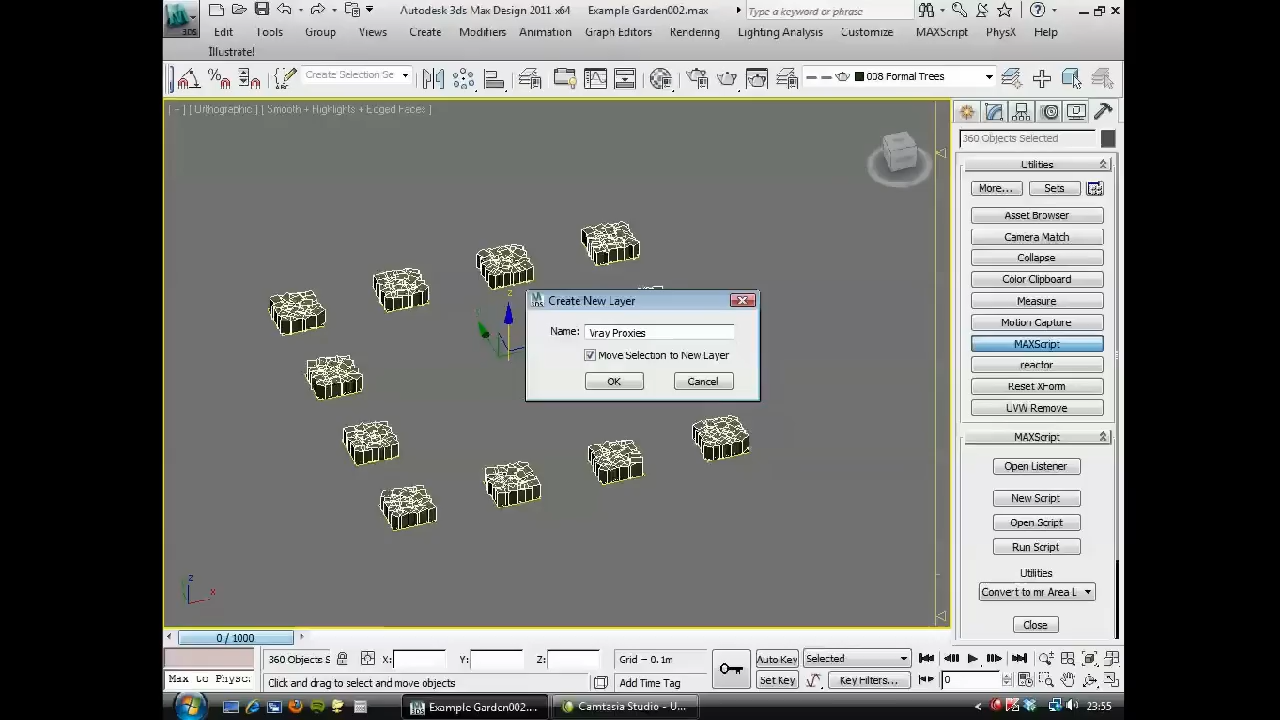 Autodesk 3ds Max Design 2011 x64 Example Garden002.max Type a keyword or phrase
3DS Edit Tools Group Views Create Modifiers Animation Graph Editors Rendering Lighting Analysis Customize MAXScript PhysX Help
Illustrate!
Create Selection Se 008 Formal Trees
[ + ] [ Orthographic ] [ Smooth + Highlights + Edged Faces ]
360 Objects Selected
Utilities
More... Sets
Asset Browser
Camera Match
Collapse
Color Clipboard
Measure
Motion Capture
MAXScript
reactor
Reset XForm
UVW Remove
MAXScript
Open Listener
New Script
Open Script
Run Script
Utilities
Convert to mr Area L
Close
z
Create New Layer
Name: Vray Proxies
Move Selection to New Layer
OK Cancel
z
x
0 / 1000
360 Objects S X: Y: Z: Grid = 0.1m Auto Key Selected
Max to Physc: Click and drag to select and move objects Add Time Tag Set Key Key Filters... 0
Example Garden002.... Camtasia Studio - U... 23:55